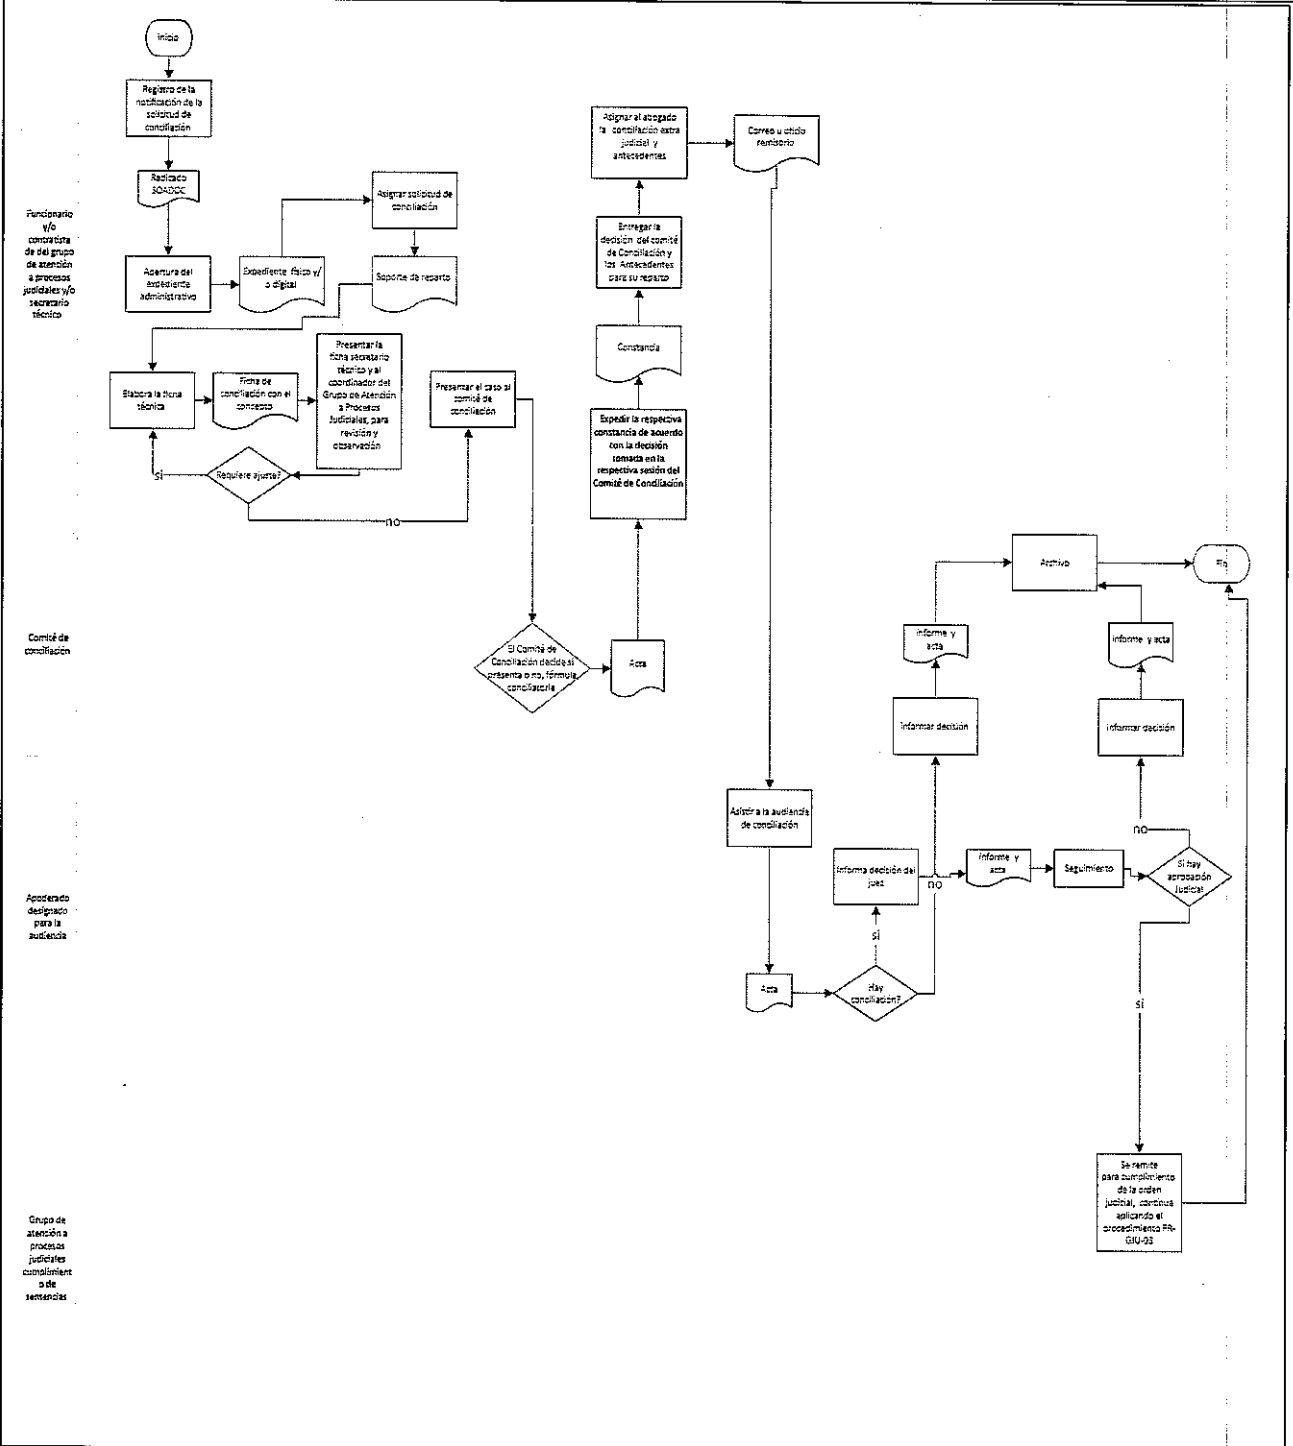 Inicio
Registro de la
notificación de la
solicitud de
conciliación
Radicado
SOADOC
Funcionario
y/o
contratista
de del grupo
de atención
a procesos
judiciales y/o
secretario
técnico
Apertura del
expediente
administrativo
Expediente físico y/
o digital
Asignar solicitud de
conciliación
Soporte de reparto
Elabora la ficha
técnica
Ficha de
conciliación con el
concepto
Presentar la
ficha secretario
técnico y al
coordinador del
Grupo de Atención
a Procesos
Judiciales, para
revisión y
observación
Requiere ajuste?
si
no
Presentar el caso al
comité de
conciliación
Comité de
conciliación
El Comité de
Conciliación decide si
presenta o no, fórmula
conciliatoria
Acta
Expedir la respectiva
constancia de acuerdo
con la decisión
tomada en la
respectiva sesión del
Comité de Conciliación
Constancia
Entregar la
decisión del comité
de Conciliación y
los Antecedentes
para su reparto
Asignar al abogado
la conciliación extra
judicial y
antecedentes
Correo u oficio
remisorio
Apoderado
designado
para la
audiencia
Asistir a la audiencia
de conciliación
Acta
Hay
conciliación?
si
no
Informa decisión del
juez
informe y
acta
Seguimiento
Si hay
aprobación
judicial
no
si
informar decisión
informe y
acta
informar decisión
informe y acta
Archivo
Fin
Grupo de
atención a
procesos
judiciales
cumplimient
o de
sentencias
Se remite
para cumplimiento
de la orden
judicial, continua
aplicando el
procedimiento PR-
GJU-03